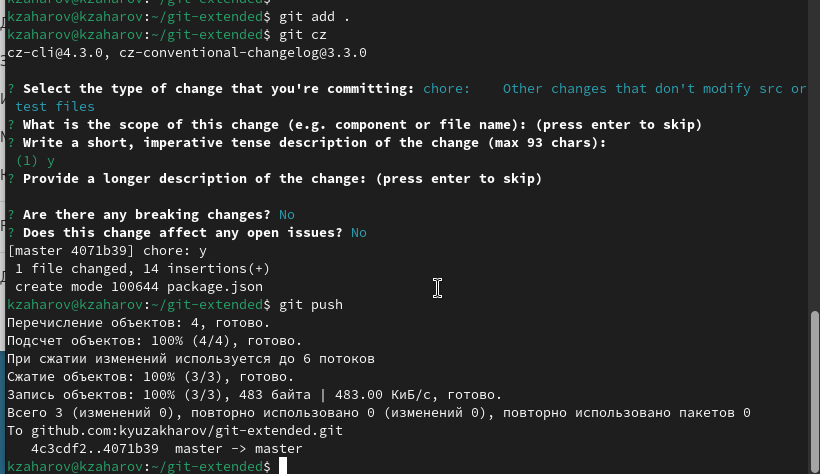 kzaharov@kzaharov:~/git-extended$ git add .
kzaharov@kzaharov:~/git-extended$ git cz
cz-cli@4.3.0, cz-conventional-changelog@3.3.0
? Select the type of change that you're committing: chore:    Other changes that don't modify src or
test files
? What is the scope of this change (e.g. component or file name): (press enter to skip)
? Write a short, imperative tense description of the change (max 93 chars):
(1) y
? Provide a longer description of the change: (press enter to skip)
? Are there any breaking changes? No
? Does this change affect any open issues? No
[master 4071b39] chore: y
1 file changed, 14 insertions(+)
create mode 100644 package.json
kzaharov@kzaharov:~/git-extended$ git push
Перечисление объектов: 4, готово.
Подсчет объектов: 100% (4/4), готово.
При сжатии изменений используется до 6 потоков
Сжатие объектов: 100% (3/3), готово.
Запись объектов: 100% (3/3), 483 байта | 483.00 КиБ/с, готово.
Всего 3 (изменений 0), повторно использовано 0 (изменений 0), повторно использовано пакетов 0
To github.com:kyuzakharov/git-extended.git
4c3cdf2..4071b39  master -> master
kzaharov@kzaharov:~/git-extended$